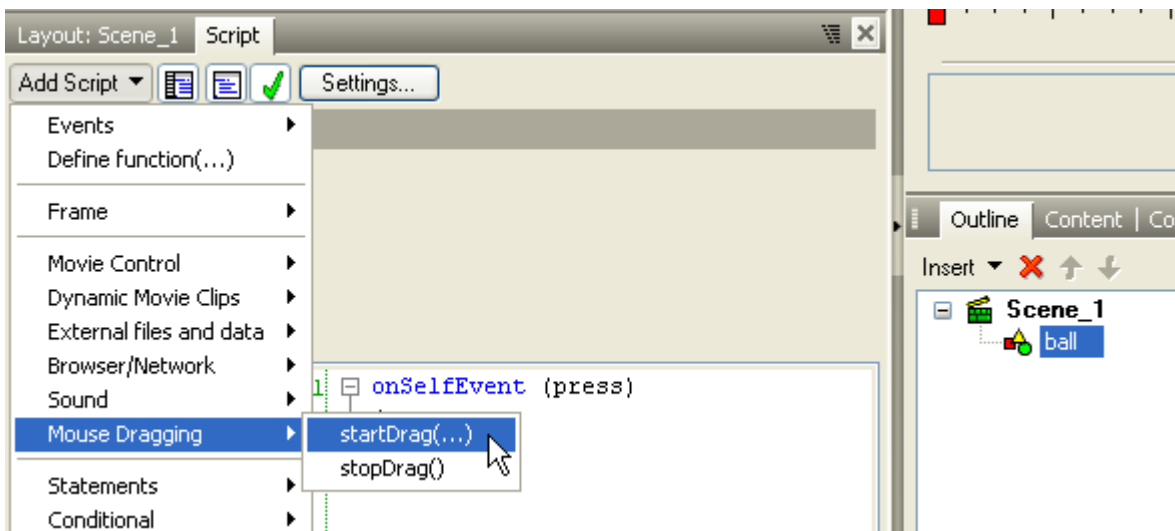 Layout: Scene_1 Script
Add Script Settings...
Events
Define function(...)
Frame
Movie Control
Dynamic Movie Clips
External files and data
Browser/Network
Sound
Mouse Dragging
Statements
Conditional
startDrag(...)
stopDrag()
1 onSelfEvent (press)
Outline Content Co
Insert
Scene_1
ball